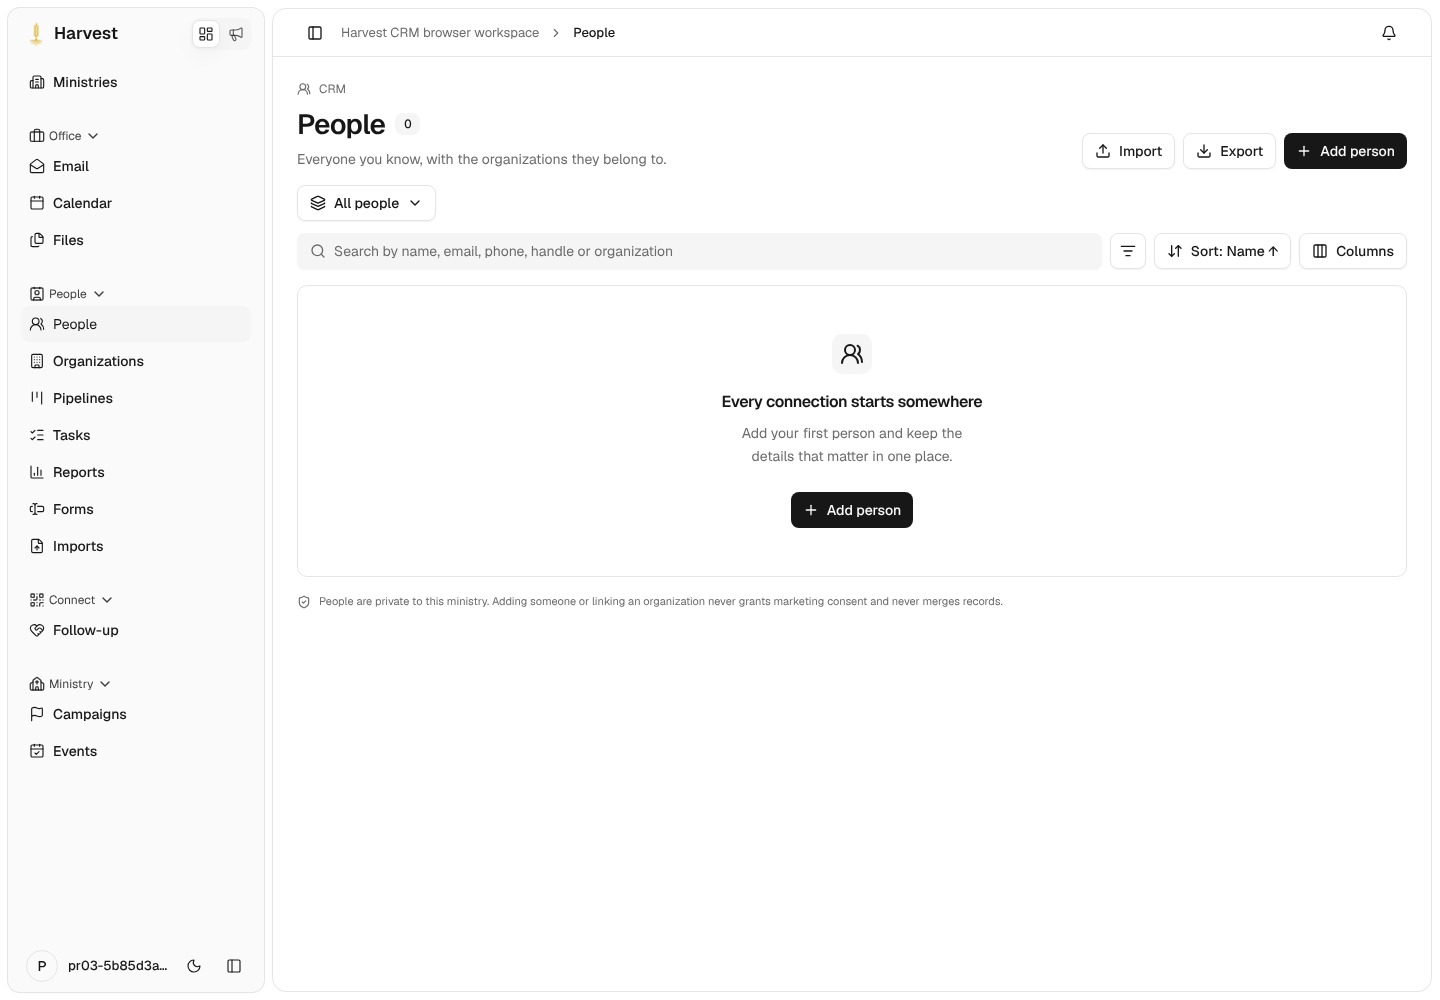 Harvest
Ministries
Office
Email
Calendar
Files
People
People
Organizations
Pipelines
Tasks
Reports
Forms
Imports
Connect
Follow-up
Ministry
Campaigns
Events
P
pr03-5b85d3a...
Harvest CRM browser workspace
People
CRM
People
0
Everyone you know, with the organizations they belong to.
Import
Export
Add person
All people
Search by name, email, phone, handle or organization
Sort: Name ↑
Columns
Every connection starts somewhere
Add your first person and keep the
details that matter in one place.
Add person
People are private to this ministry. Adding someone or linking an organization never grants marketing consent and never merges records.